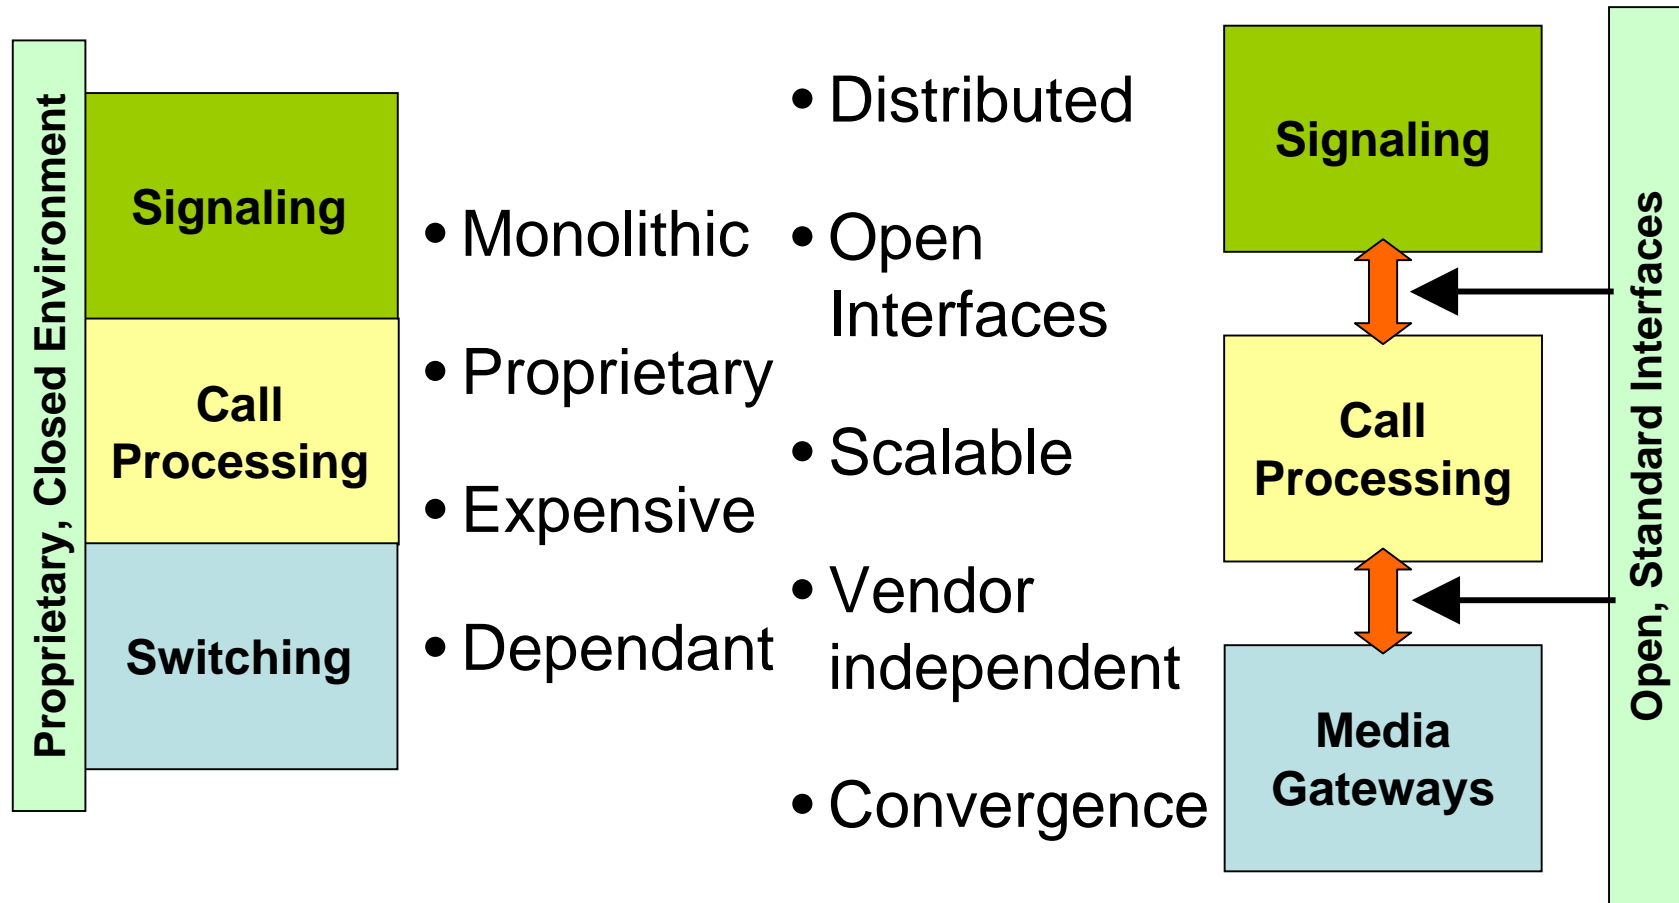 Proprietary, Closed Environment
Signaling
Call
Processing
Switching
• Monolithic
• Proprietary
• Expensive
• Dependant
• Distributed
• Open
Interfaces
• Scalable
• Vendor
independent
• Convergence
Signaling
Call
Processing
Media
Gateways
Open, Standard Interfaces